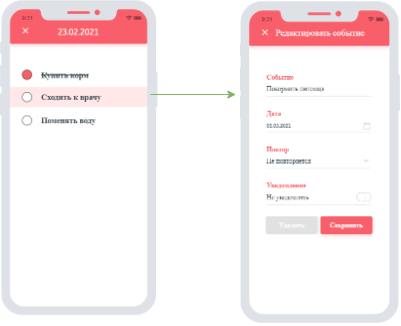 9:21
23.02.2021
Купить корм
Сходить к врачу
Поменять воду
9:21
Редактировать событие
Событие
Покормить питомца
Дата
02.03.2021
Повтор
Не повторяется
Уведомления
Не уведомлять
Удалить
Сохранить